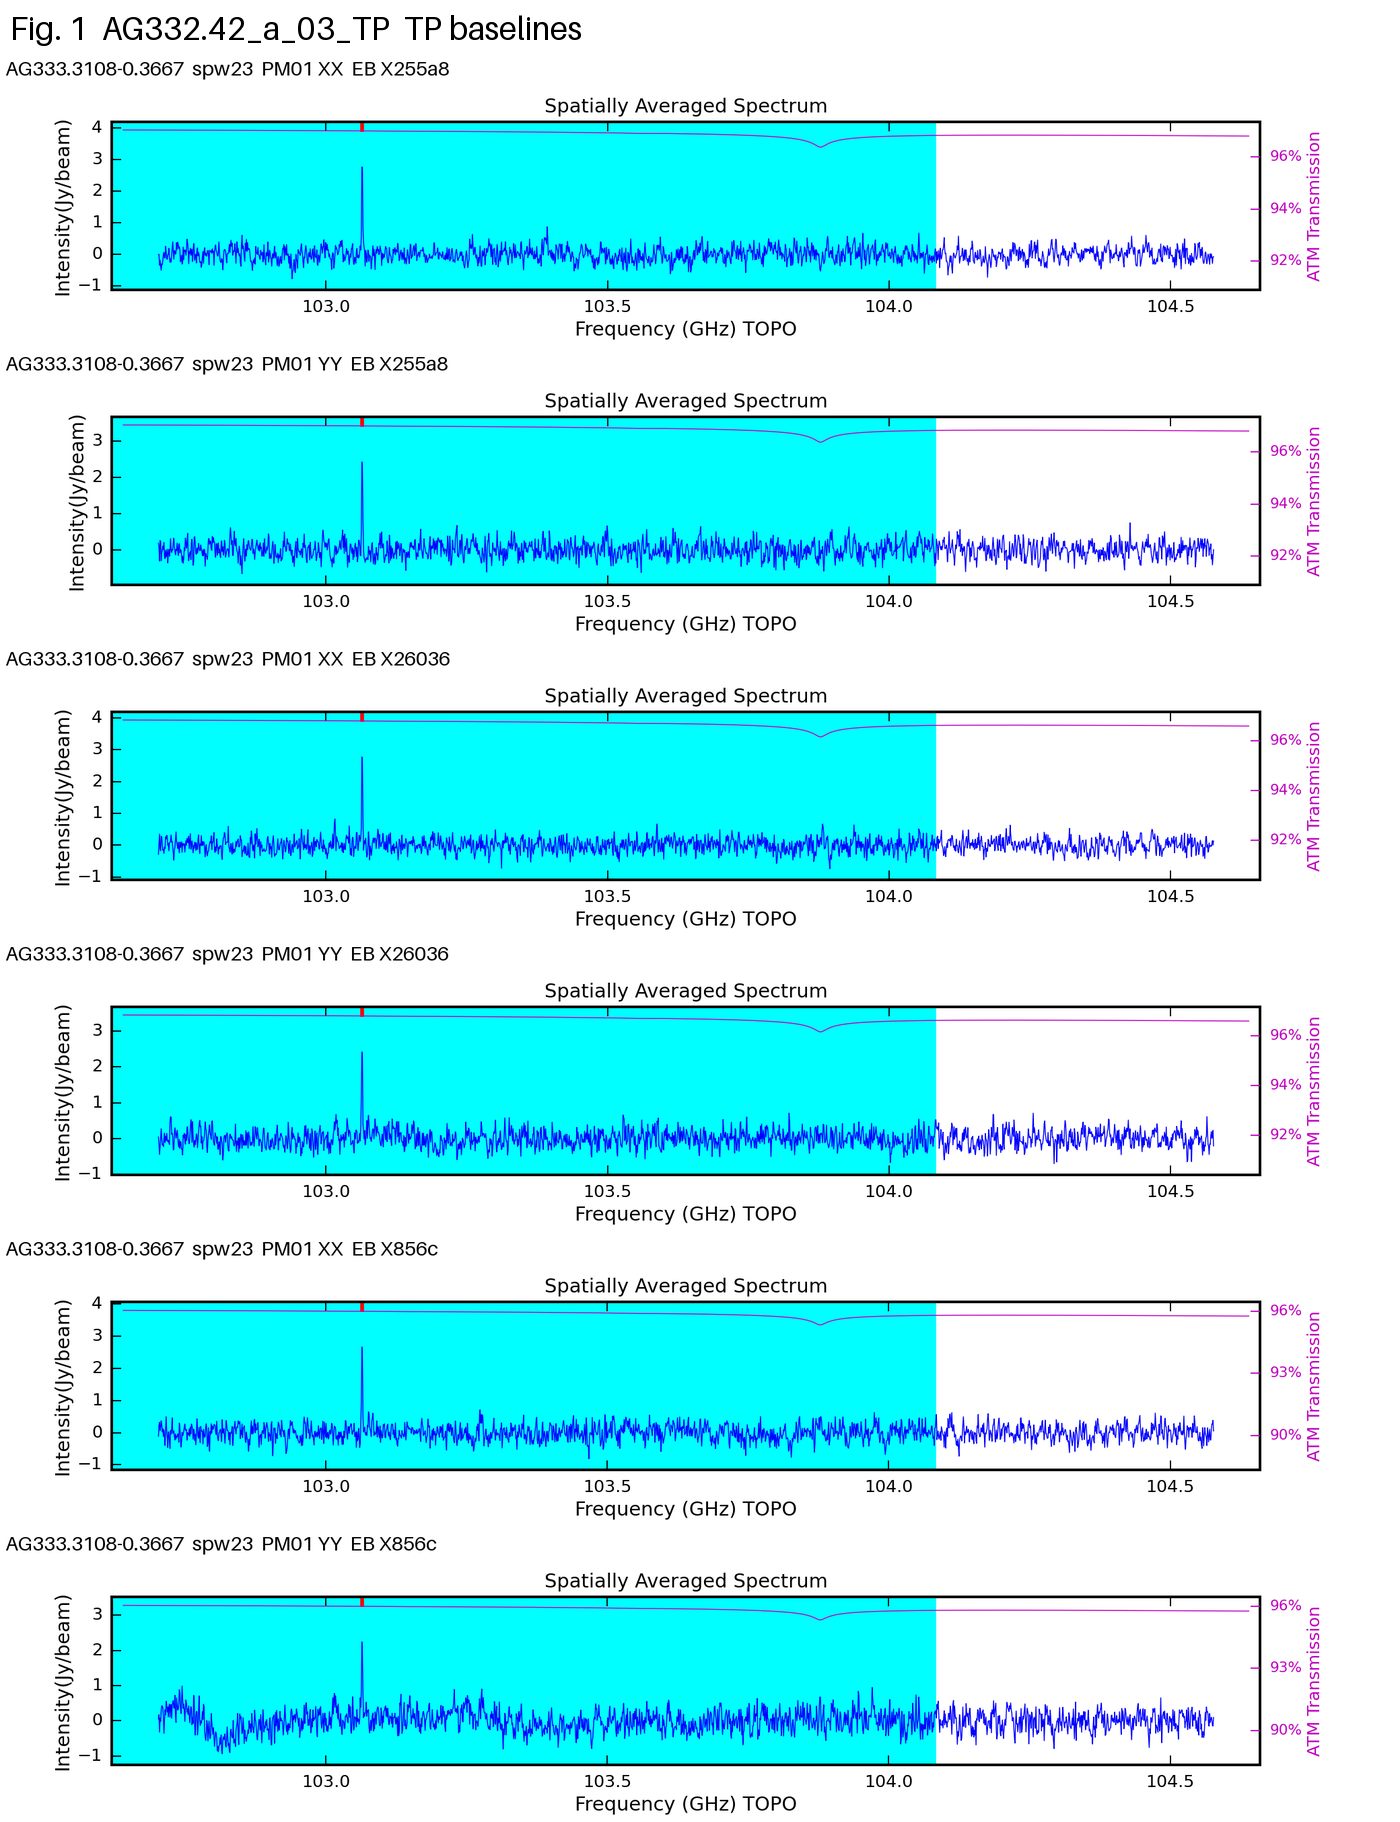 Fig. 1 AG332.42_a_03_TP TP baselines
AG333.3108-0.3667 spw23 PM01 XX EB X255a8
Spatially Averaged Spectrum
Intensity(Jy/beam)
4
3
2
1
0
−1
96%
94%
92%
ATM Transmission
103.0 103.5 104.0 104.5
Frequency (GHz) TOPO
AG333.3108-0.3667 spw23 PM01 YY EB X255a8
Spatially Averaged Spectrum
Intensity(Jy/beam)
3
2
1
0
96%
94%
92%
ATM Transmission
103.0 103.5 104.0 104.5
Frequency (GHz) TOPO
AG333.3108-0.3667 spw23 PM01 XX EB X26036
Spatially Averaged Spectrum
Intensity(Jy/beam)
4
3
2
1
0
−1
96%
94%
92%
ATM Transmission
103.0 103.5 104.0 104.5
Frequency (GHz) TOPO
AG333.3108-0.3667 spw23 PM01 YY EB X26036
Spatially Averaged Spectrum
Intensity(Jy/beam)
3
2
1
0
−1
96%
94%
92%
ATM Transmission
103.0 103.5 104.0 104.5
Frequency (GHz) TOPO
AG333.3108-0.3667 spw23 PM01 XX EB X856c
Spatially Averaged Spectrum
Intensity(Jy/beam)
4
3
2
1
0
−1
96%
93%
90%
ATM Transmission
103.0 103.5 104.0 104.5
Frequency (GHz) TOPO
AG333.3108-0.3667 spw23 PM01 YY EB X856c
Spatially Averaged Spectrum
Intensity(Jy/beam)
3
2
1
0
−1
96%
93%
90%
ATM Transmission
103.0 103.5 104.0 104.5
Frequency (GHz) TOPO